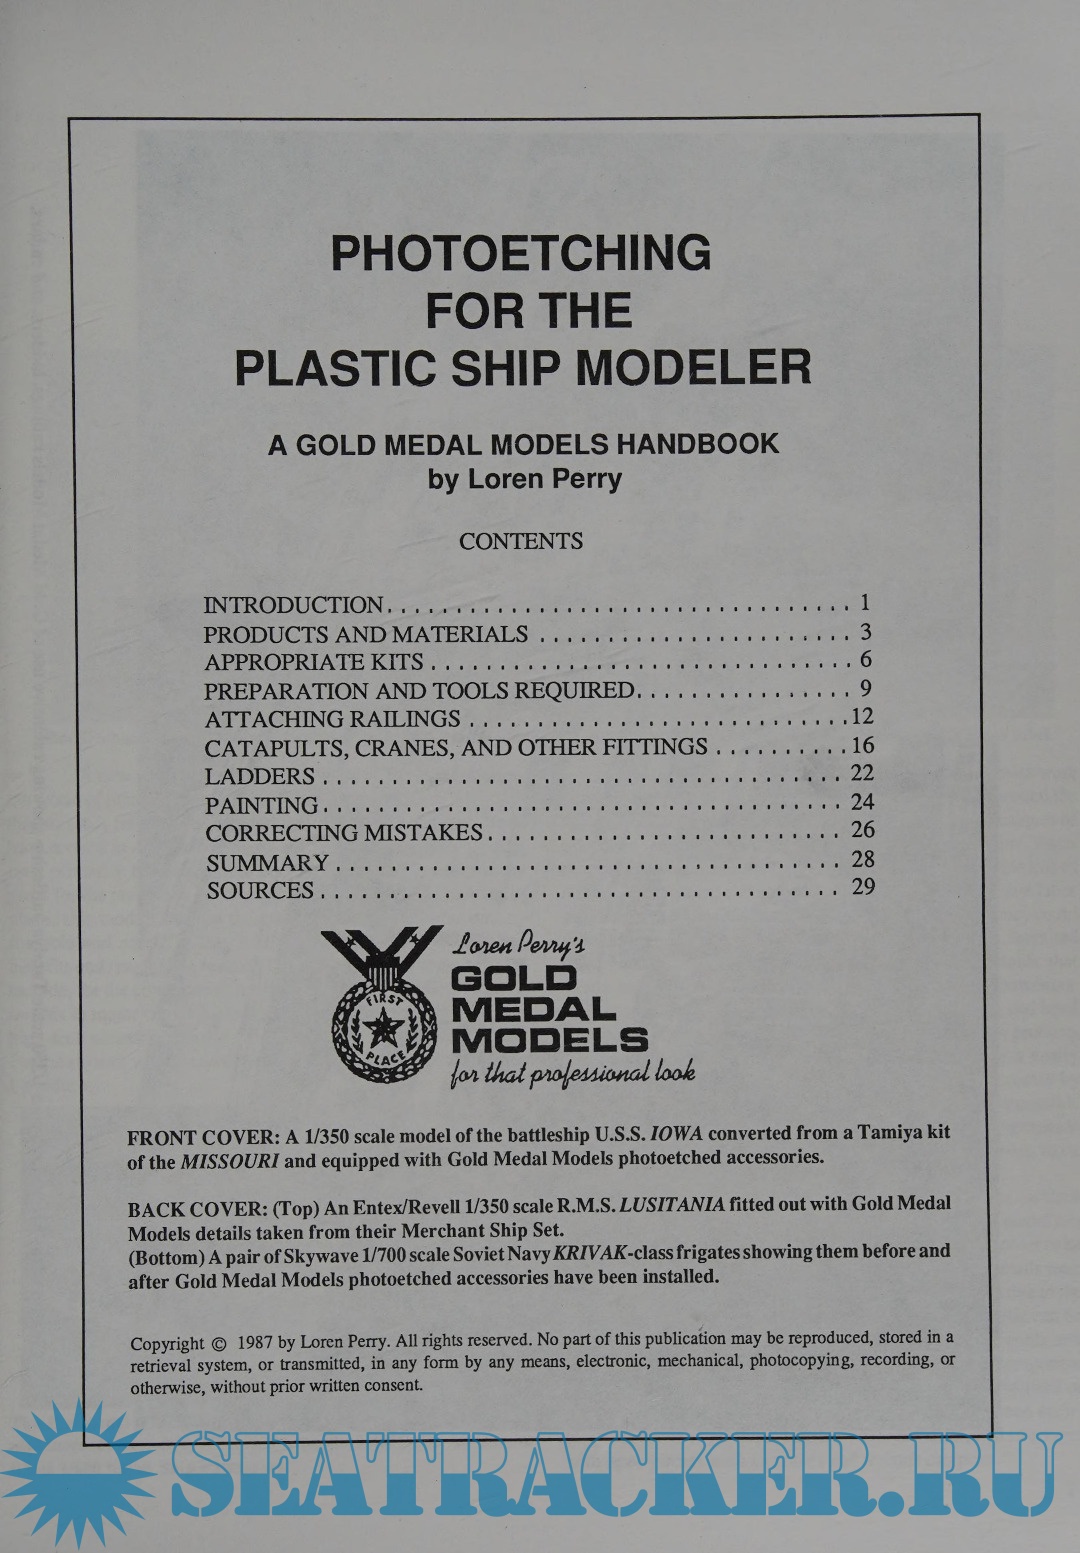 PHOTOETCHING
FOR THE
PLASTIC SHIP MODELER
A GOLD MEDAL MODELS HANDBOOK
by Loren Perry
CONTENTS
INTRODUCTION . . . . . . . . . . . . . . . . . . . . . . . . . . . . . . . . . . 1
PRODUCTS AND MATERIALS . . . . . . . . . . . . . . . . . . . . . . . 3
APPROPRIATE KITS . . . . . . . . . . . . . . . . . . . . . . . . . . . . . . . 6
PREPARATION AND TOOLS REQUIRED . . . . . . . . . . . . . . . . 9
ATTACHING RAILINGS . . . . . . . . . . . . . . . . . . . . . . . . . . . . 12
CATAPULTS, CRANES, AND OTHER FITTINGS . . . . . . . . . . 16
LADDERS . . . . . . . . . . . . . . . . . . . . . . . . . . . . . . . . . . . . . . 22
PAINTING . . . . . . . . . . . . . . . . . . . . . . . . . . . . . . . . . . . . . . 24
CORRECTING MISTAKES . . . . . . . . . . . . . . . . . . . . . . . . . . 26
SUMMARY . . . . . . . . . . . . . . . . . . . . . . . . . . . . . . . . . . . . . 28
SOURCES . . . . . . . . . . . . . . . . . . . . . . . . . . . . . . . . . . . . . . 29
Loren Perry's
GOLD
MEDAL
MODELS
for that professional look
FIRST
PLACE
FRONT COVER: A 1/350 scale model of the battleship U.S.S. IOWA converted from a Tamiya kit
of the MISSOURI and equipped with Gold Medal Models photoetched accessories.
BACK COVER: (Top) An Entex/Revell 1/350 scale R.M.S. LUSITANIA fitted out with Gold Medal
Models details taken from their Merchant Ship Set.
(Bottom) A pair of Skywave 1/700 scale Soviet Navy KRIVAK-class frigates showing them before and
after Gold Medal Models photoetched accessories have been installed.
Copyright © 1987 by Loren Perry. All rights reserved. No part of this publication may be reproduced, stored in a
retrieval system, or transmitted, in any form by any means, electronic, mechanical, photocopying, recording, or
otherwise, without prior written consent.
SEATRACKER.RU